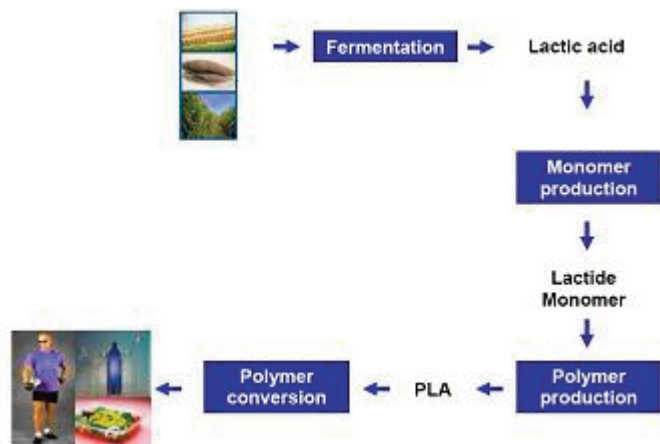 Fermentation
Lactic acid
Monomer
production
Lactide
Monomer
Polymer
production
PLA
Polymer
conversion